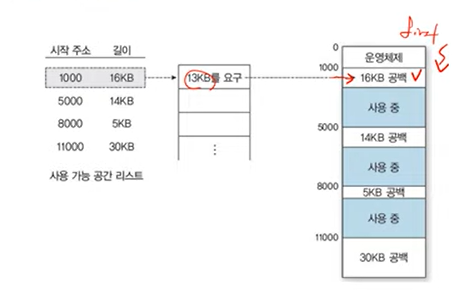 first
시작 주소 길이
1000 16KB
5000 14KB
8000 5KB
11000 30KB
사용 가능 공간 리스트
13KB를 요구
⋮
0
운영체제
1000
16KB 공백
사용 중
5000
14KB 공백
사용 중
8000
5KB 공백
사용 중
11000
30KB 공백